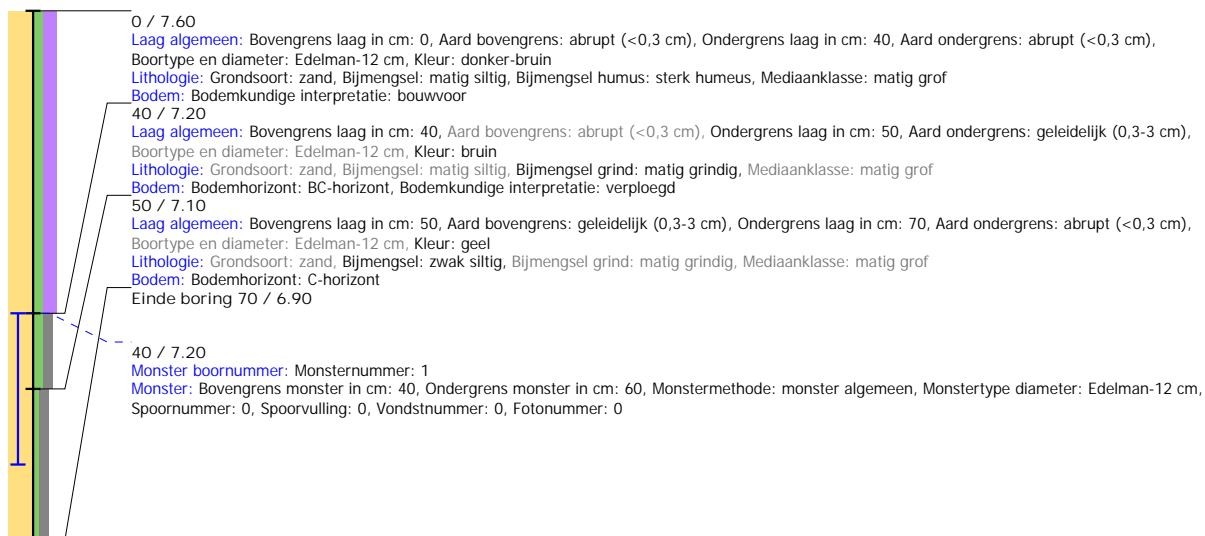 0 / 7.60
Laag algemeen: Bovengrens laag in cm: 0, Aard bovengrens: abrupt (<0,3 cm), Ondergrens laag in cm: 40, Aard ondergrens: abrupt (<0,3 cm),
Boortype en diameter: Edelman-12 cm, Kleur: donker-bruin
Lithologie: Grondsoort: zand, Bijmengsel: matig siltig, Bijmengsel humus: sterk humeus, Mediaanklasse: matig grof
Bodem: Bodemkundige interpretatie: bouwvoor
40 / 7.20
Laag algemeen: Bovengrens laag in cm: 40, Aard bovengrens: abrupt (<0,3 cm), Ondergrens laag in cm: 50, Aard ondergrens: geleidelijk (0,3-3 cm),
Boortype en diameter: Edelman-12 cm, Kleur: bruin
Lithologie: Grondsoort: zand, Bijmengsel: matig siltig, Bijmengsel grind: matig grindig, Mediaanklasse: matig grof
Bodem: Bodemhorizont: BC-horizont, Bodemkundige interpretatie: verploegd
50 / 7.10
Laag algemeen: Bovengrens laag in cm: 50, Aard bovengrens: geleidelijk (0,3-3 cm), Ondergrens laag in cm: 70, Aard ondergrens: abrupt (<0,3 cm),
Boortype en diameter: Edelman-12 cm, Kleur: geel
Lithologie: Grondsoort: zand, Bijmengsel: zwak siltig, Bijmengsel grind: matig grindig, Mediaanklasse: matig grof
Bodem: Bodemhorizont: C-horizont
Einde boring 70 / 6.90
40 / 7.20
Monster boornummer: Monsternummer: 1
Monster: Bovengrens monster in cm: 40, Ondergrens monster in cm: 60, Monstermethode: monster algemeen, Monstertype diameter: Edelman-12 cm,
Spoornummer: 0, Spoorvulling: 0, Vondstnummer: 0, Fotonummer: 0